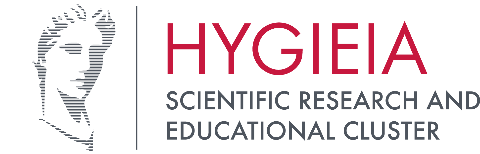 HYGIEIA
SCIENTIFIC RESEARCH AND
EDUCATIONAL CLUSTER